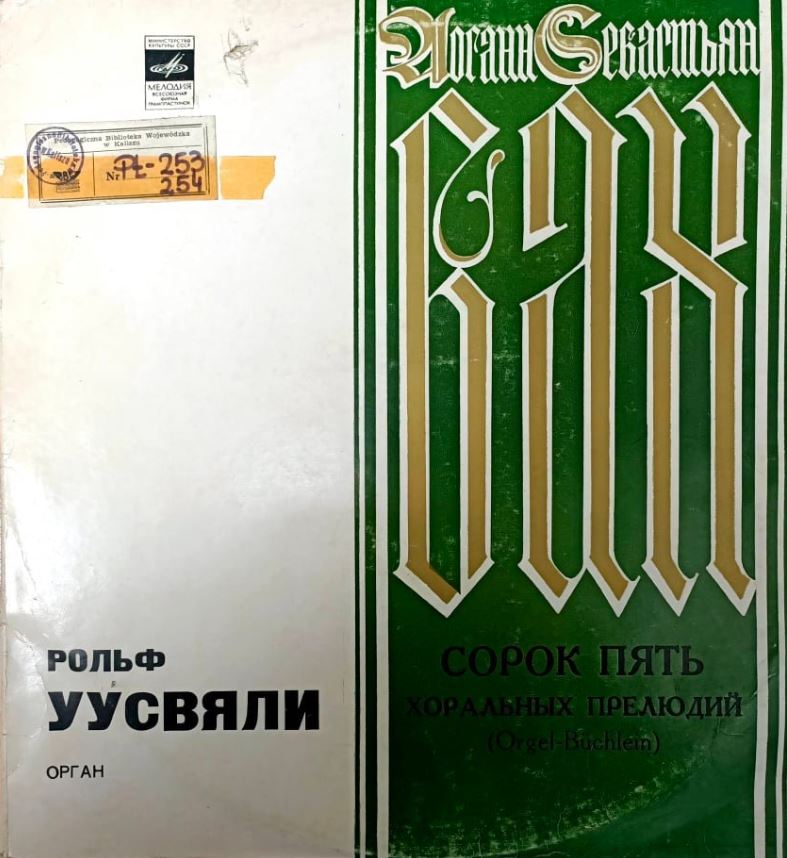 МИНИСТЕРСТВО
КУЛЬТУРЫ СССР
МЕЛОДИЯ
ВСЕСОЮЗНАЯ
ФИРМА
ГРАМПЛАСТИНОК
Biblioteka Wojewódzka
w Kaliszu
Nr PŁ-253
254
Иоганн Себастьян
БАХ
СОРОК ПЯТЬ
ХОРАЛЬНЫХ ПРЕЛЮДИЙ
(Orgel-Büchlein)
РОЛЬФ
УУСВЯЛИ
ОРГАН